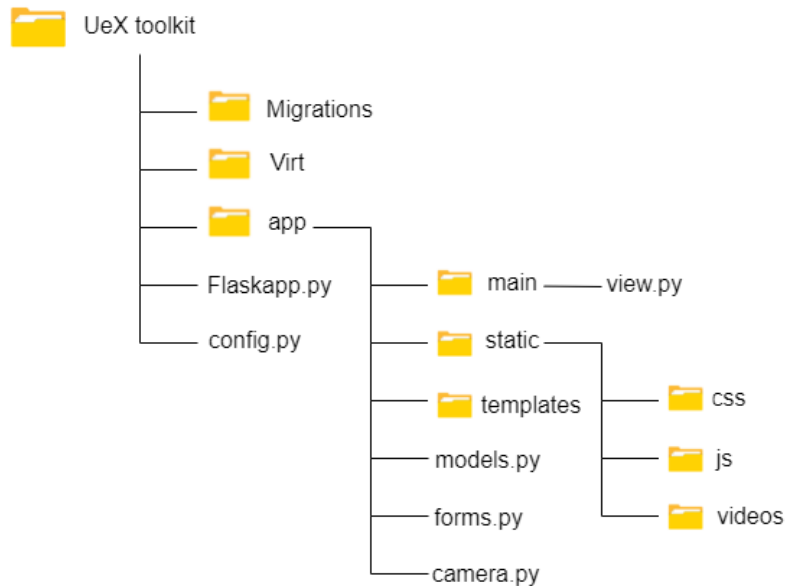 UeX toolkit
Migrations
Virt
app
Flaskapp.py
config.py
main
view.py
static
templates
models.py
forms.py
camera.py
css
js
videos